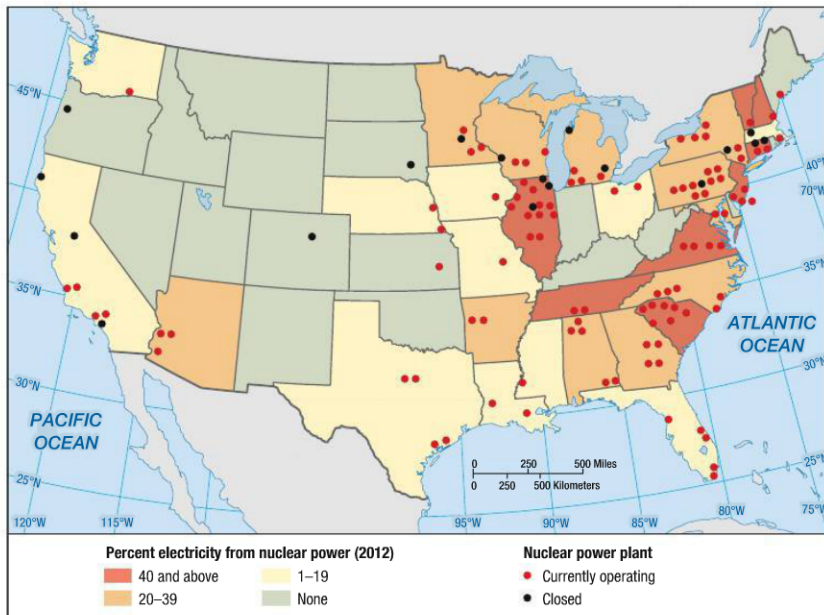 45°N
40°N
35°N
30°N
25°N
120°W
115°W
95°W
90°W
85°W
80°W
75°W
70°W
40°N
35°N
30°N
25°N
45°N
PACIFIC
OCEAN
ATLANTIC
OCEAN
0 250 500 Miles
0 250 500 Kilometers
Percent electricity from nuclear power (2012)
40 and above
20–39
1–19
None
Nuclear power plant
Currently operating
Closed